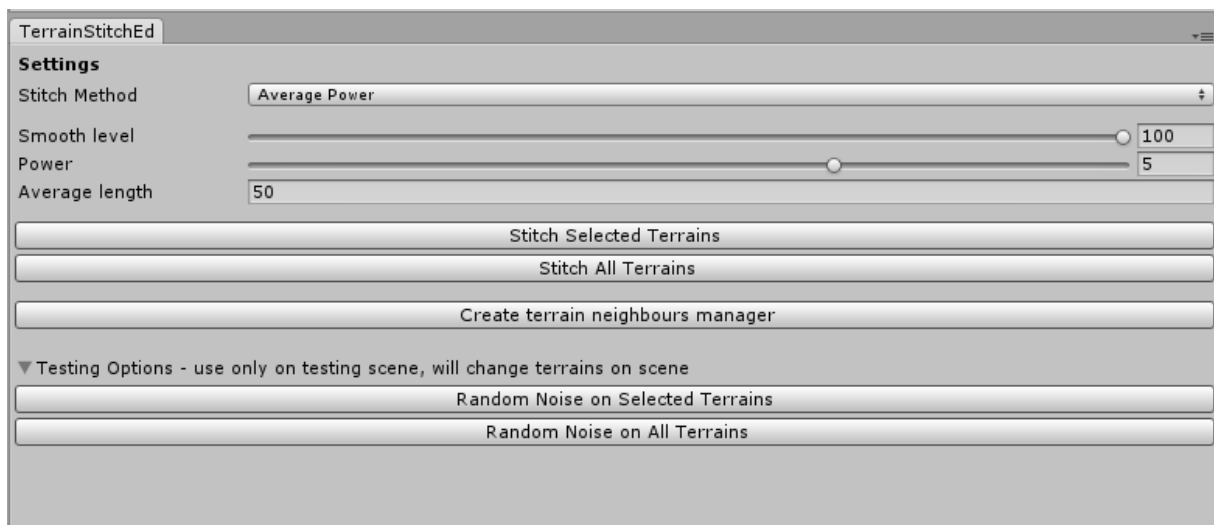 TerrainStitchEd
Settings
Stitch Method Average Power
Smooth level 100
Power 5
Average length 50
Stitch Selected Terrains
Stitch All Terrains
Create terrain neighbours manager
Testing Options - use only on testing scene, will change terrains on scene
Random Noise on Selected Terrains
Random Noise on All Terrains